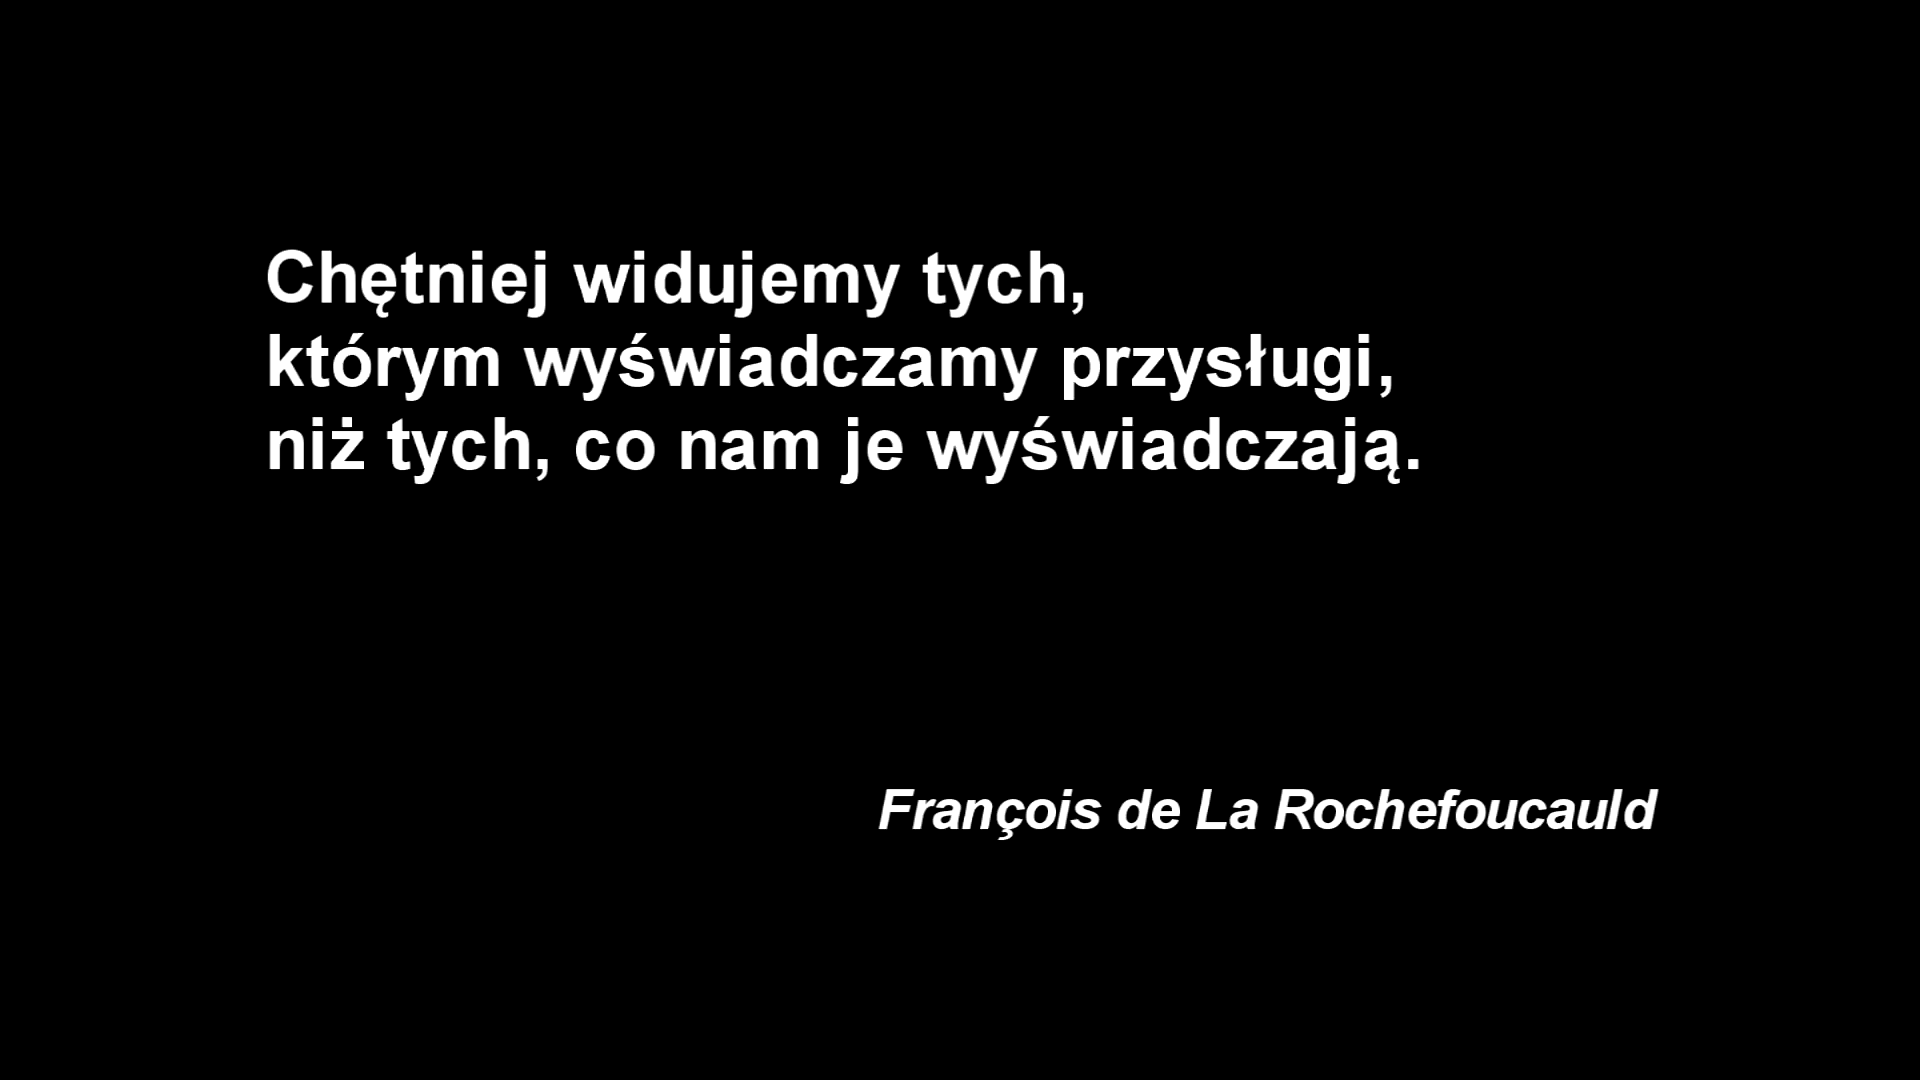 Chętniej widujemy tych,
którym wyświadczamy przysługi,
niż tych, co nam je wyświadczają.
François de La Rochefoucauld